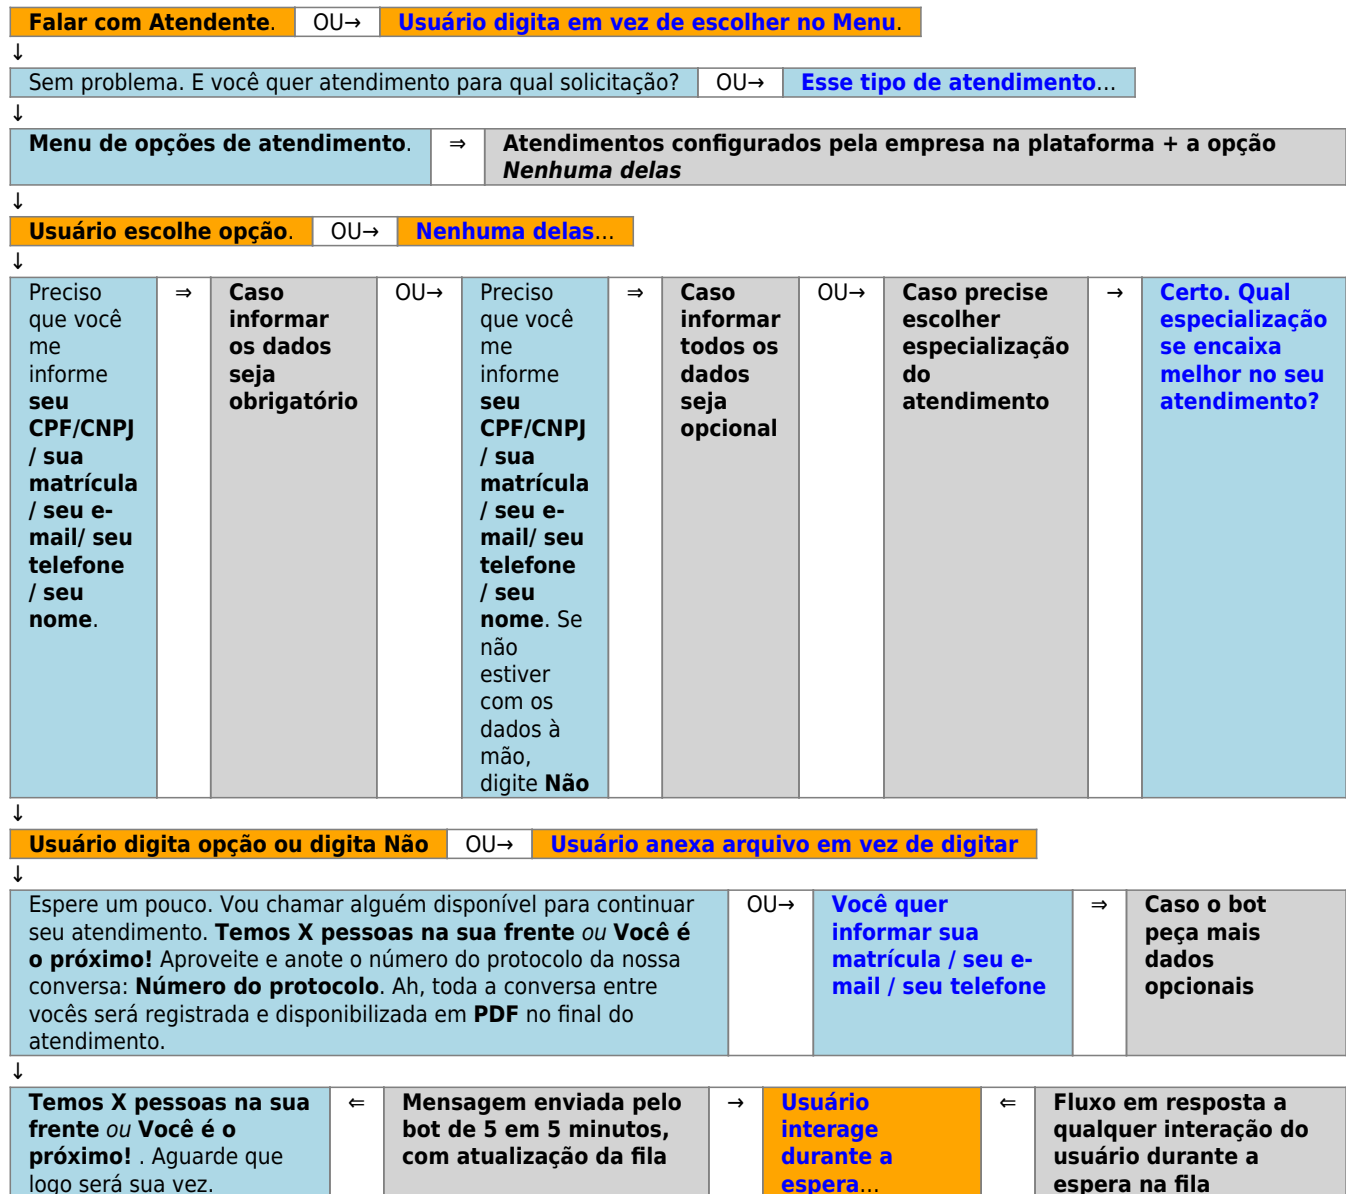 Falar com Atendente. OU→ Usuário digita em vez de escolher no Menu.
↓
Sem problema. E você quer atendimento para qual solicitação? OU→ Esse tipo de atendimento...
↓
Menu de opções de atendimento. ⇒ Atendimentos configurados pela empresa na plataforma + a opção
Nenhuma delas
↓
Usuário escolhe opção. OU→ Nenhuma delas...
↓
Preciso
que você
me
informe
seu
CPF/CNPJ
/ sua
matrícula
/ seu e-
mail/ seu
telefone
/ seu
nome.
⇒
Caso
informar
os dados
seja
obrigatório
OU→
Preciso
que você
me
informe
seu
CPF/CNPJ
/ sua
matrícula
/ seu e-
mail/ seu
telefone
/ seu
nome. Se
não
estiver
com os
dados à
mão,
digite Não
⇒
Caso
informar
todos os
dados
seja
opcional
OU→
Caso precise
escolher
especialização
do
atendimento
→
Certo. Qual
especialização
se encaixa
melhor no seu
atendimento?
↓
Usuário digita opção ou digita Não OU→ Usuário anexa arquivo em vez de digitar
↓
Espere um pouco. Vou chamar alguém disponível para continuar
seu atendimento. Temos X pessoas na sua frente ou Você é
o próximo! Aproveite e anote o número do protocolo da nossa
conversa: Número do protocolo. Ah, toda a conversa entre
vocês será registrada e disponibilizada em PDF no final do
atendimento.
OU→
Você quer
informar sua
matrícula / seu e-
mail / seu telefone
⇒
Caso o bot
peça mais
dados
opcionais
↓
Temos X pessoas na sua
frente ou Você é o
próximo! . Aguarde que
logo será sua vez.
⇐
Mensagem enviada pelo
bot de 5 em 5 minutos,
com atualização da fila
→
Usuário
interage
durante a
espera...
⇐
Fluxo em resposta a
qualquer interação do
usuário durante a
espera na fila